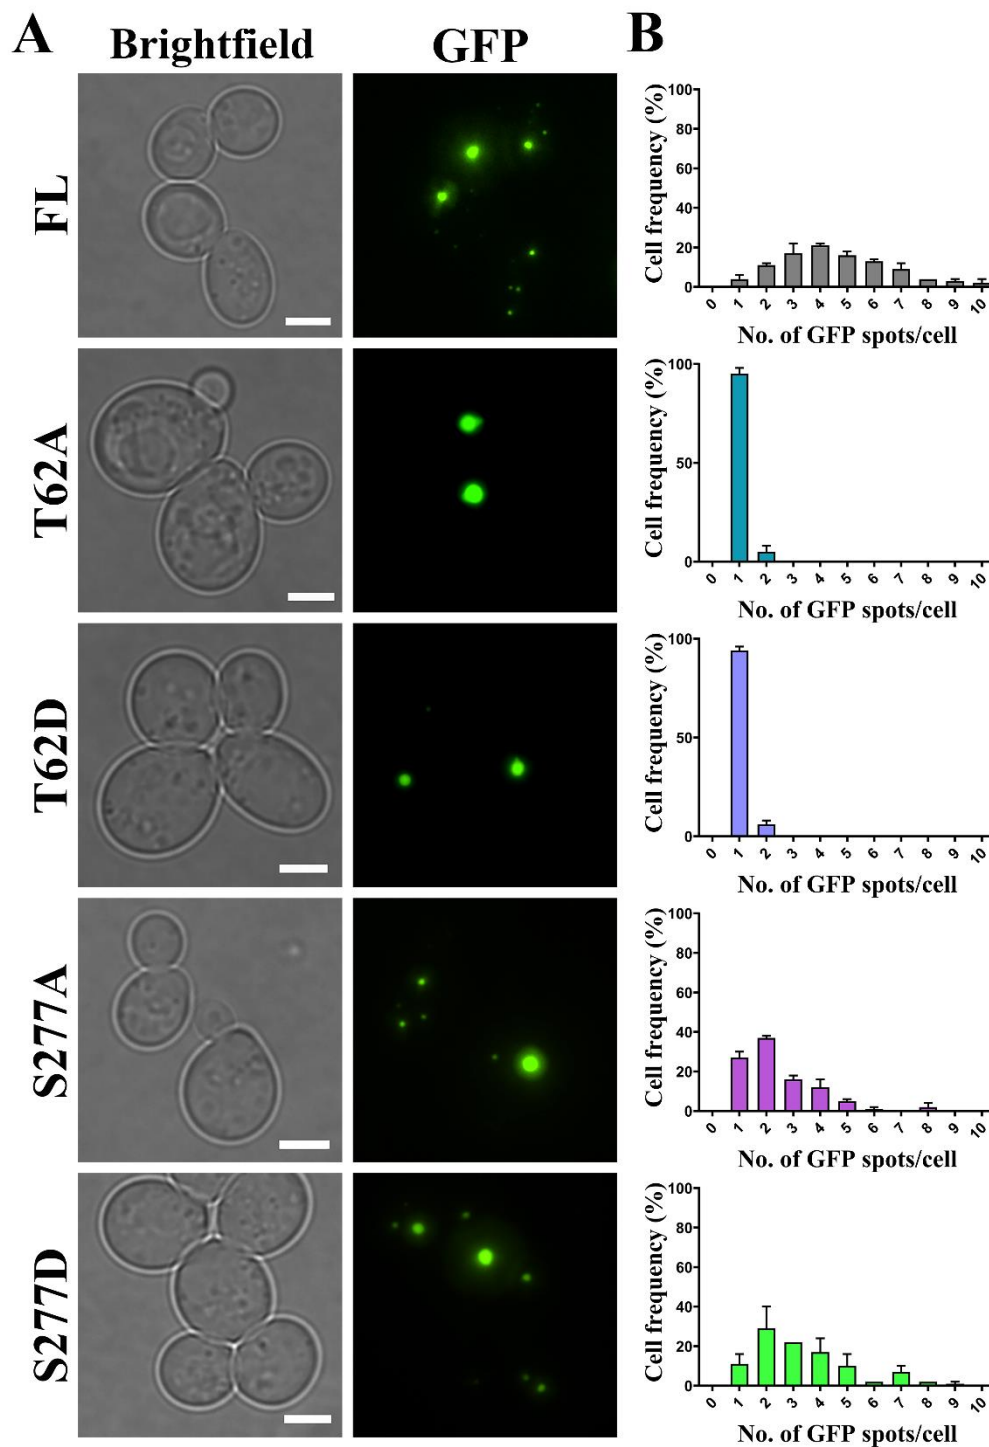 A
Brightfield
GFP
B
FL
Cell frequency (%)
100
80
60
40
20
0
0 1 2 3 4 5 6 7 8 9 10
No. of GFP spots/cell
T62A
Cell frequency (%)
100
50
0
0 1 2 3 4 5 6 7 8 9 10
No. of GFP spots/cell
T62D
Cell frequency (%)
100
50
0
0 1 2 3 4 5 6 7 8 9 10
No. of GFP spots/cell
S277A
Cell frequency (%)
100
80
60
40
20
0
0 1 2 3 4 5 6 7 8 9 10
No. of GFP spots/cell
S277D
Cell frequency (%)
100
80
60
40
20
0
0 1 2 3 4 5 6 7 8 9 10
No. of GFP spots/cell